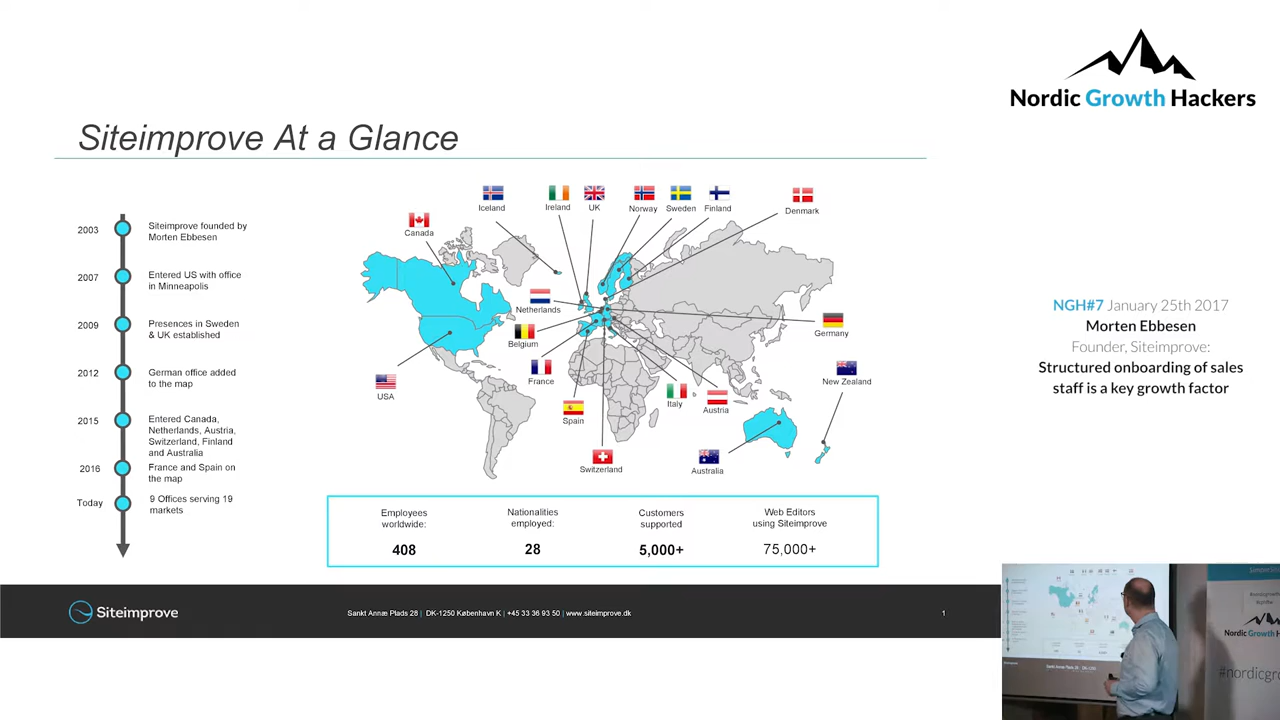 Nordic Growth Hackers
Siteimprove At a Glance
2003
Siteimprove founded by
Morten Ebbesen
2007
Entered US with office
in Minneapolis
2009
Presences in Sweden
& UK established
2012
German office added
to the map
2015
Entered Canada,
Netherlands, Austria,
Switzerland, Finland
and Australia
2016
France and Spain on
the map
Today
9 Offices serving 19
markets
Canada
Iceland
Ireland
UK
Norway
Sweden
Finland
Denmark
Netherlands
Belgium
Germany
France
USA
Spain
Italy
Austria
New Zealand
Switzerland
Australia
Employees
worldwide:
408
Nationalities
employed:
28
Customers
supported
5,000+
Web Editors
using Siteimprove
75,000+
Siteimprove
Sankt Annæ Plads 28 | DK-1250 København K | +45 33 36 93 50 | www.siteimprove.dk
1
NGH#7 January 25th 2017
Morten Ebbesen
Founder, Siteimprove:
Structured onboarding of sales
staff is a key growth factor
Nordic Growth H
#nordicgro